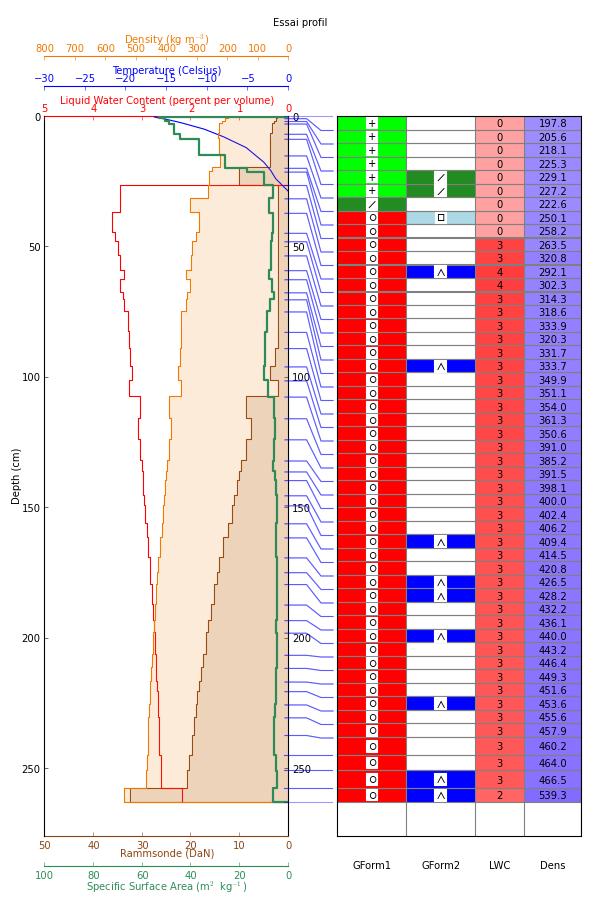 Essai profil
Density (kg m⁻³)
800 700 600 500 400 300 200 100 0
Temperature (Celsius)
−30 −25 −20 −15 −10 −5 0
Liquid Water Content (percent per volume)
5 4 3 2 1 0
0 0
50 50
100 100
150 150
200 200
250 250
Depth (cm)
50 40 30 20 10 0
Rammsonde (DaN)
100 80 60 40 20 0
Specific Surface Area (m² kg⁻¹)
+ 0 197.8
+ 0 205.6
+ 0 218.1
+ 0 225.3
+ / 0 229.1
+ / 0 227.2
/ 0 222.6
O □ 0 250.1
O 0 258.2
O 3 263.5
O 3 320.8
O ∧ 4 292.1
O 4 302.3
O 3 314.3
O 3 318.6
O 3 333.9
O 3 320.3
O 3 331.7
O ∧ 3 333.7
O 3 349.9
O 3 351.1
O 3 354.0
O 3 361.3
O 3 350.6
O 3 391.0
O 3 385.2
O 3 391.5
O 3 398.1
O 3 400.0
O 3 402.4
O 3 406.2
O ∧ 3 409.4
O 3 414.5
O 3 420.8
O ∧ 3 426.5
O ∧ 3 428.2
O 3 432.2
O 3 436.1
O ∧ 3 440.0
O 3 443.2
O 3 446.4
O 3 449.3
O 3 451.6
O ∧ 3 453.6
O 3 455.6
O 3 457.9
O 3 460.2
O 3 464.0
O ∧ 3 466.5
O ∧ 2 539.3
GForm1 GForm2 LWC Dens